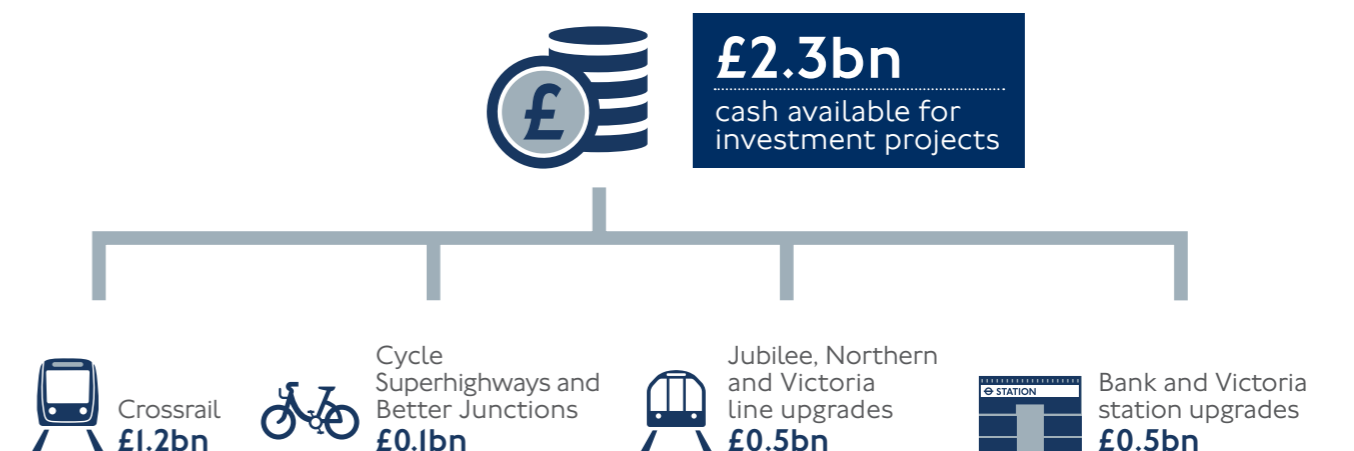 £
£2.3bn
cash available for
investment projects
Crossrail
£1.2bn
Cycle
Superhighways and
Better Junctions
£0.1bn
Jubilee, Northern
and Victoria
line upgrades
£0.5bn
STATION
Bank and Victoria
station upgrades
£0.5bn